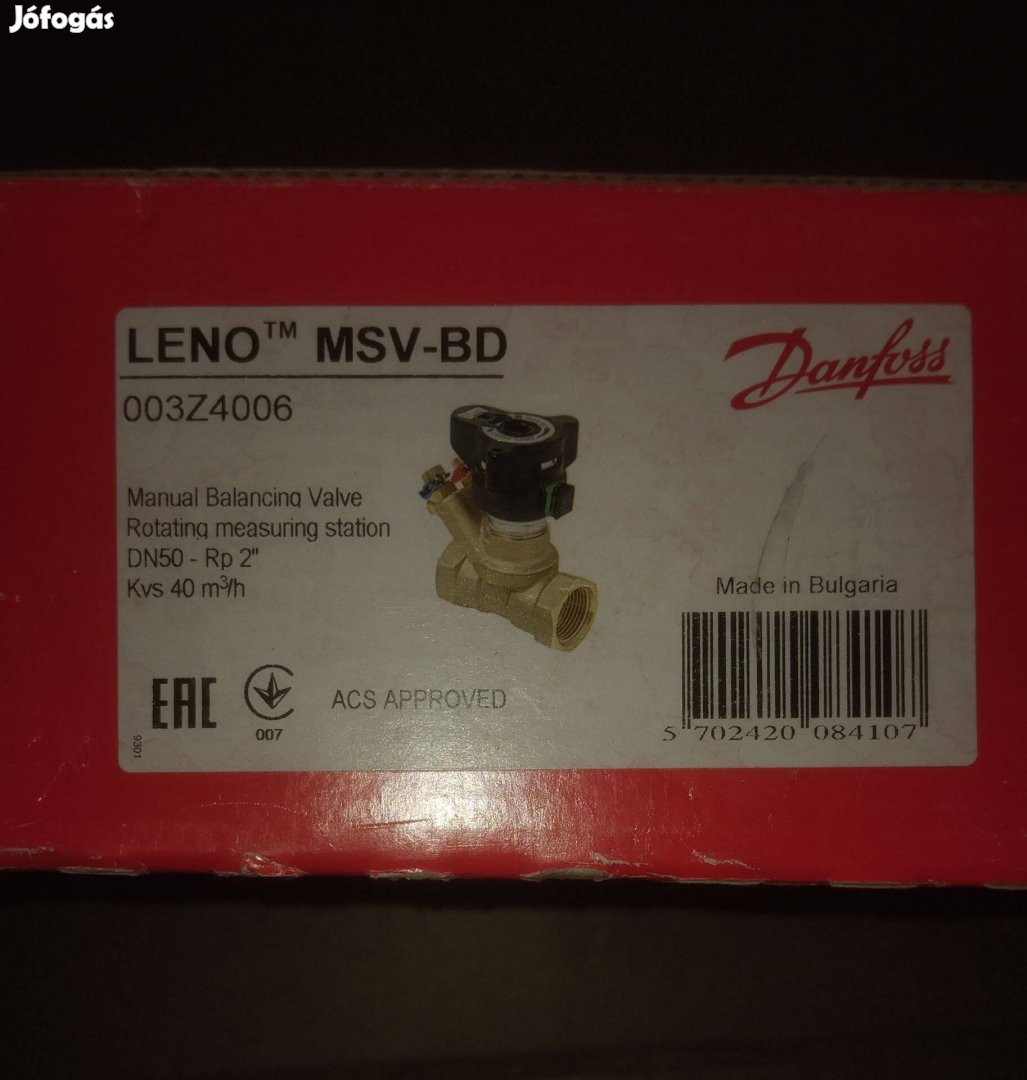 Jófogás
LENO™ MSV-BD
Danfoss
003Z4006
Manual Balancing Valve
Rotating measuring station
DN50 - Rp 2"
Kvs 40 m³/h
Made in Bulgaria
EAC
007
ACS APPROVED
5 702420 084107
9301